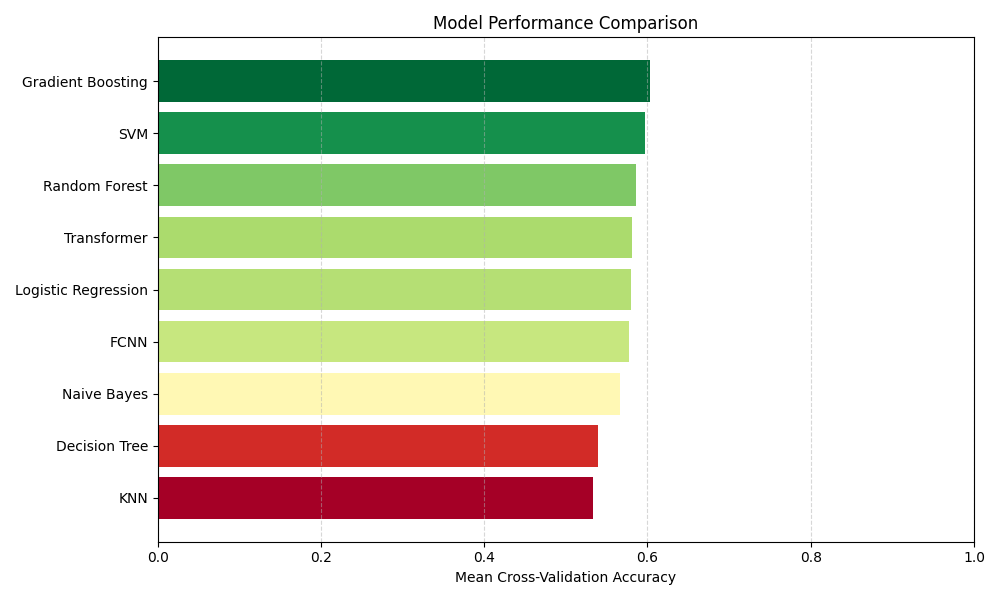 Model Performance Comparison
Gradient Boosting
SVM
Random Forest
Transformer
Logistic Regression
FCNN
Naive Bayes
Decision Tree
KNN
0.0 0.2 0.4 0.6 0.8 1.0
Mean Cross-Validation Accuracy